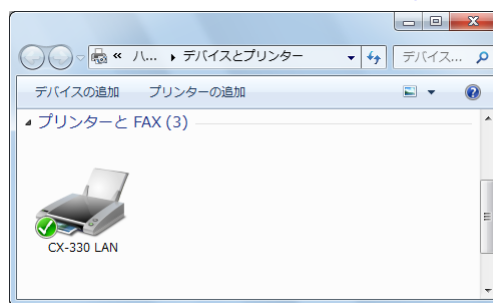 « ハ... ▸ デバイスとプリンター
デバイス...
デバイスの追加 プリンターの追加
プリンターと FAX (3)
CX-330 LAN